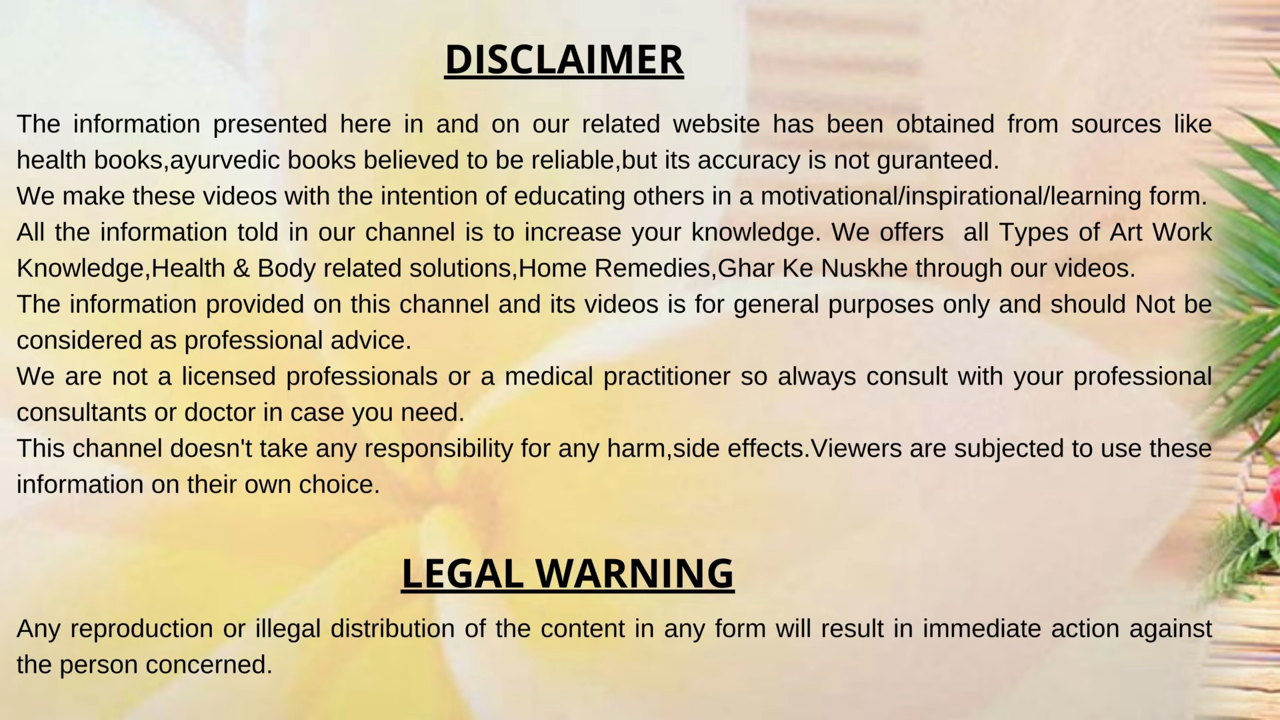 DISCLAIMER
The information presented here in and on our related website has been obtained from sources like
health books,ayurvedic books believed to be reliable,but its accuracy is not guranteed.
We make these videos with the intention of educating others in a motivational/inspirational/learning form.
All the information told in our channel is to increase your knowledge. We offers  all Types of Art Work
Knowledge,Health & Body related solutions,Home Remedies,Ghar Ke Nuskhe through our videos.
The information provided on this channel and its videos is for general purposes only and should Not be
considered as professional advice.
We are not a licensed professionals or a medical practitioner so always consult with your professional
consultants or doctor in case you need.
This channel doesn't take any responsibility for any harm,side effects.Viewers are subjected to use these
information on their own choice.
LEGAL WARNING
Any reproduction or illegal distribution of the content in any form will result in immediate action against
the person concerned.